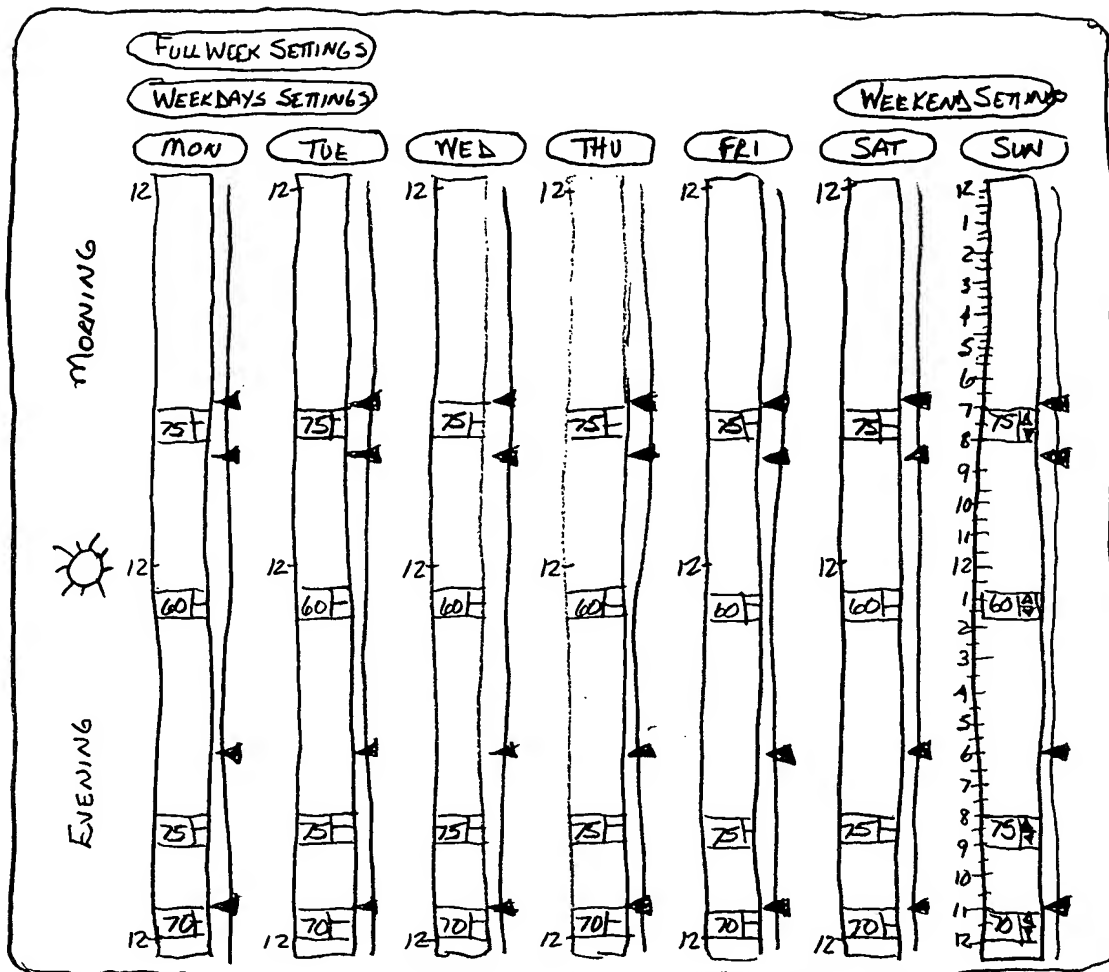 FULL WEEK SETTINGS
WEEKDAYS SETTINGS WEEKEND SETTINGS
MON TUE WED THU FRI SAT SUN
12 12 12 12 12 12 12
1
2
3
4
5
MORNING
6
7
75 75 75 75 75 75 75
8
9
10
11
12 12 12 12 12 12 12
60 60 60 60 60 60 1 60
2
3
4
5
6
EVENING
7
8
75 75 75 75 75 75 75
9
10
11
70 70 70 70 70 70 70
12 12 12 12 12 12 12